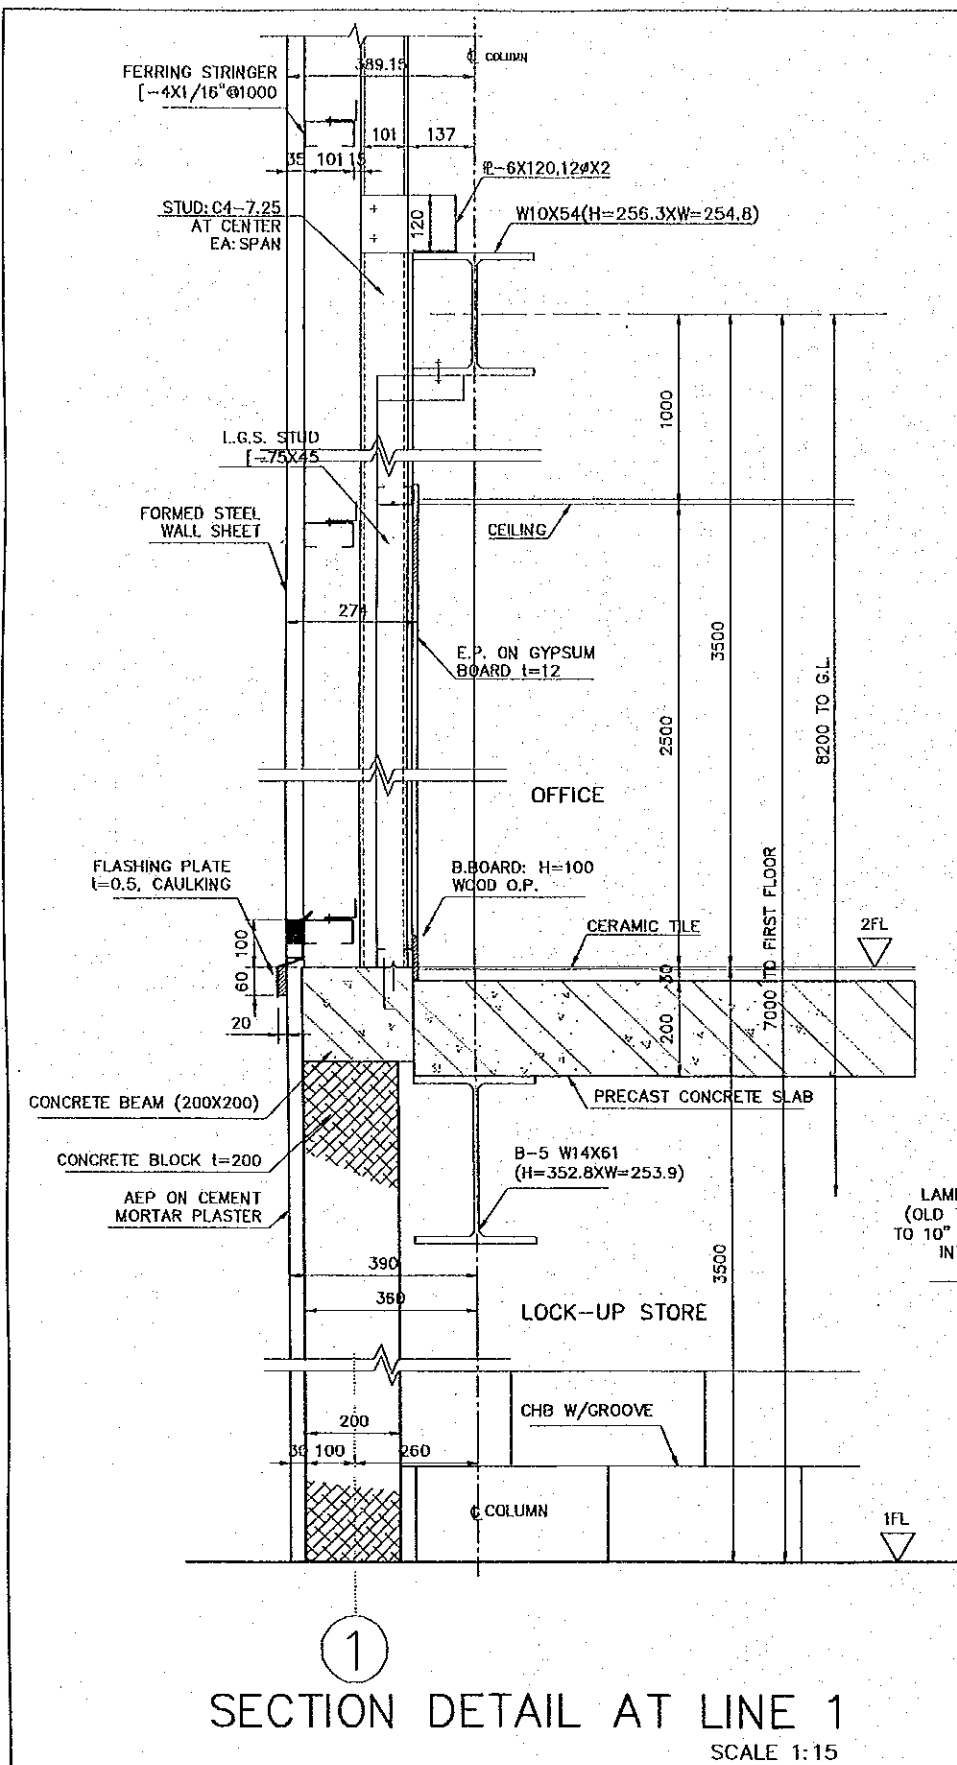 ℄ COLUMN
389.15
FERRING STRINGER
[-4X1/16"@1000
101
137
35
101
15
℄-6X120,12øX2
STUD: C4-7.25
AT CENTER
EA: SPAN
120
W10X54(H=256.3XW=254.8)
1000
L.G.S. STUD
[-75X45
FORMED STEEL
WALL SHEET
CEILING
274
E.P. ON GYPSUM
BOARD t=12
3500
8200 TO G.L.
2500
OFFICE
FLASHING PLATE
t=0.5, CAULKING
B.BOARD: H=100
WOOD O.P.
7000 TO FIRST FLOOR
CERAMIC TILE
2FL
100
60
30
20
200
CONCRETE BEAM (200X200)
PRECAST CONCRETE SLAB
CONCRETE BLOCK t=200
B-5 W14X61
(H=352.8XW=253.9)
AEP ON CEMENT
MORTAR PLASTER
LAM
(OLD
TO 10"
IN
390
3500
360
LOCK-UP STORE
200
CHB W/GROOVE
30
100
260
℄ COLUMN
1FL
1
SECTION DETAIL AT LINE 1
SCALE 1:15